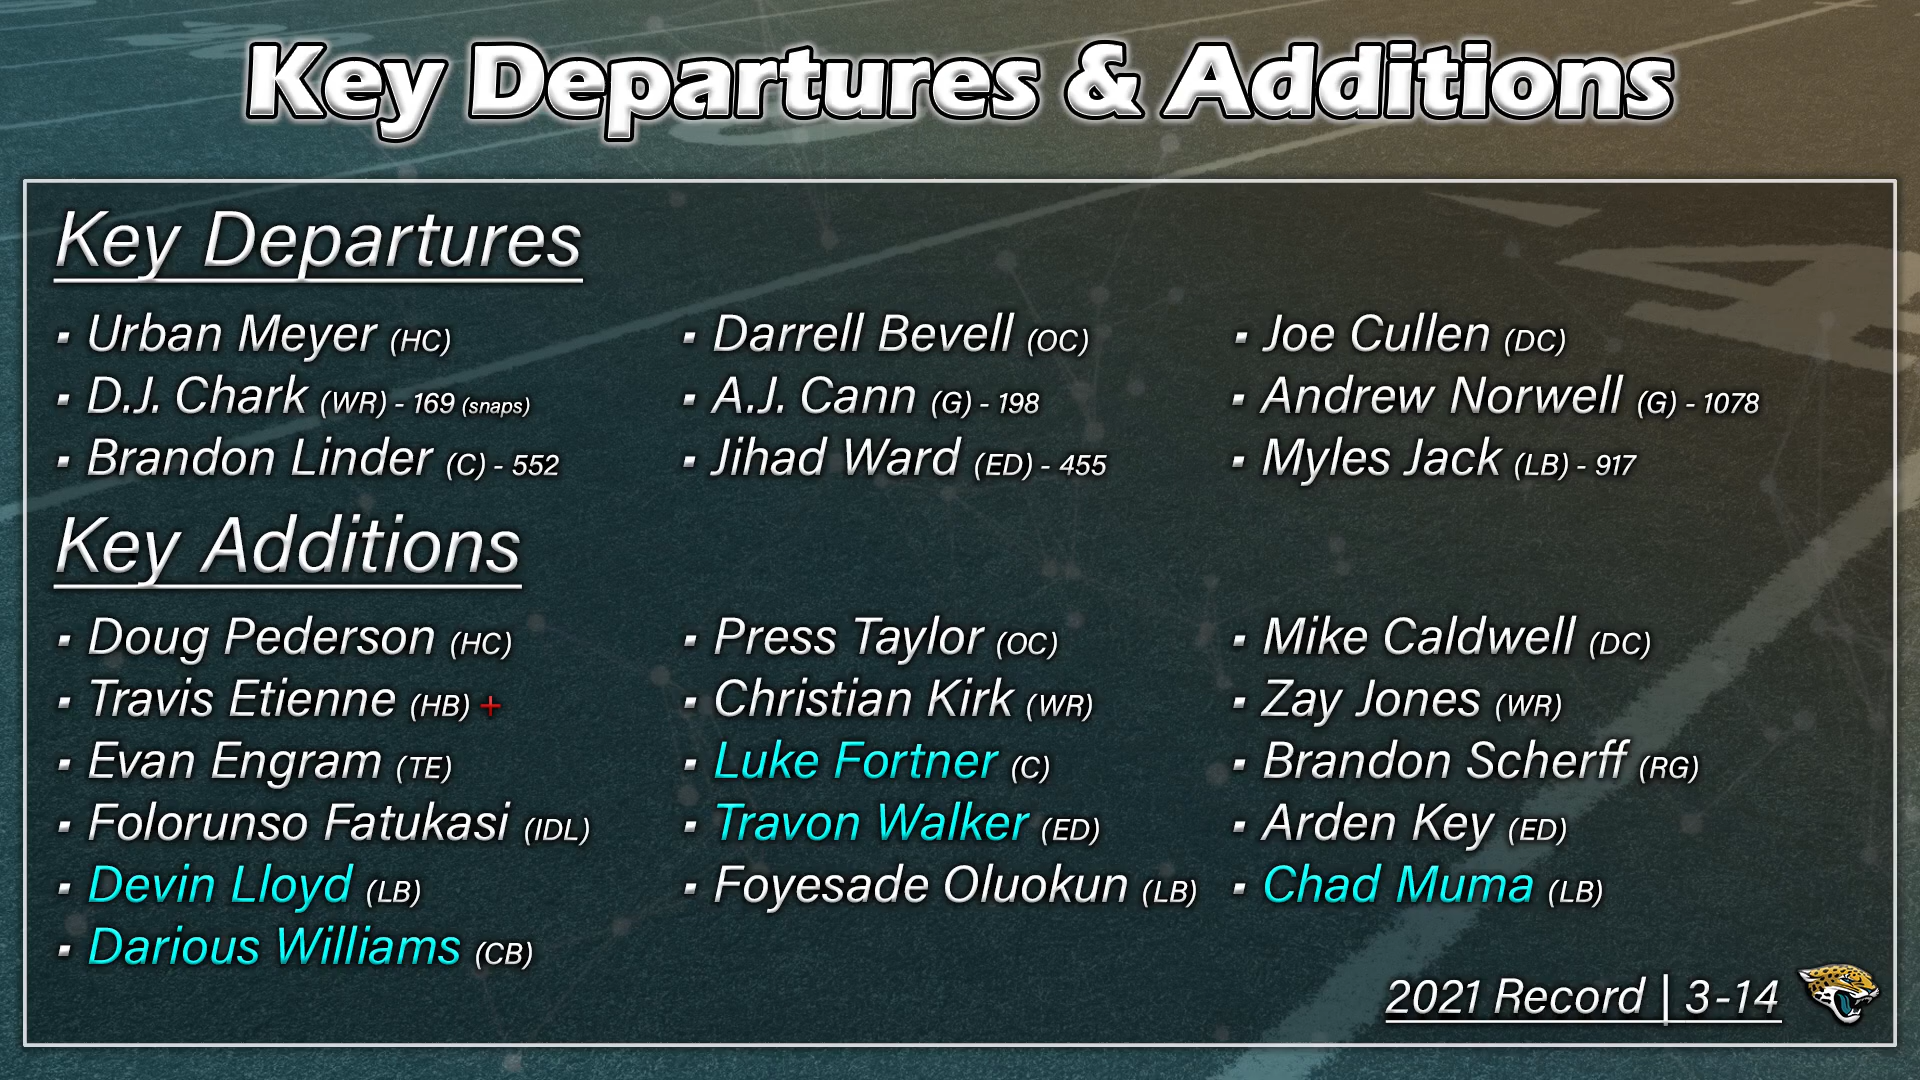 Key Departures & Additions
Key Departures
▪ Urban Meyer (HC) ▪ Darrell Bevell (OC) ▪ Joe Cullen (DC)
▪ D.J. Chark (WR) - 169 (snaps) ▪ A.J. Cann (G) - 198 ▪ Andrew Norwell (G) - 1078
▪ Brandon Linder (C) - 552 ▪ Jihad Ward (ED) - 455 ▪ Myles Jack (LB) - 917
Key Additions
▪ Doug Pederson (HC) ▪ Press Taylor (OC) ▪ Mike Caldwell (DC)
▪ Travis Etienne (HB) + ▪ Christian Kirk (WR) ▪ Zay Jones (WR)
▪ Evan Engram (TE) ▪ Luke Fortner (C) ▪ Brandon Scherff (RG)
▪ Folorunso Fatukasi (IDL) ▪ Travon Walker (ED) ▪ Arden Key (ED)
▪ Devin Lloyd (LB) ▪ Foyesade Oluokun (LB) ▪ Chad Muma (LB)
▪ Darious Williams (CB)
2021 Record | 3-14